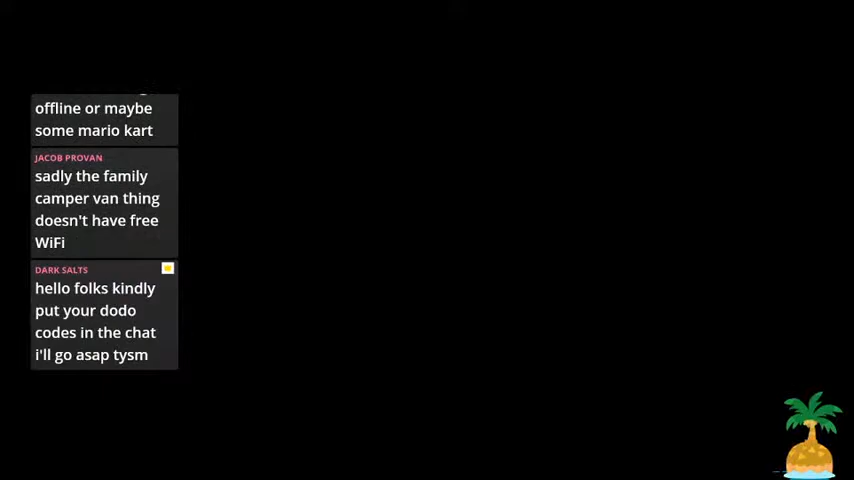 offline or maybe
some mario kart
JACOB PROVAN
sadly the family
camper van thing
doesn't have free
WiFi
DARK SALTS
hello folks kindly
put your dodo
codes in the chat
i'll go asap tysm